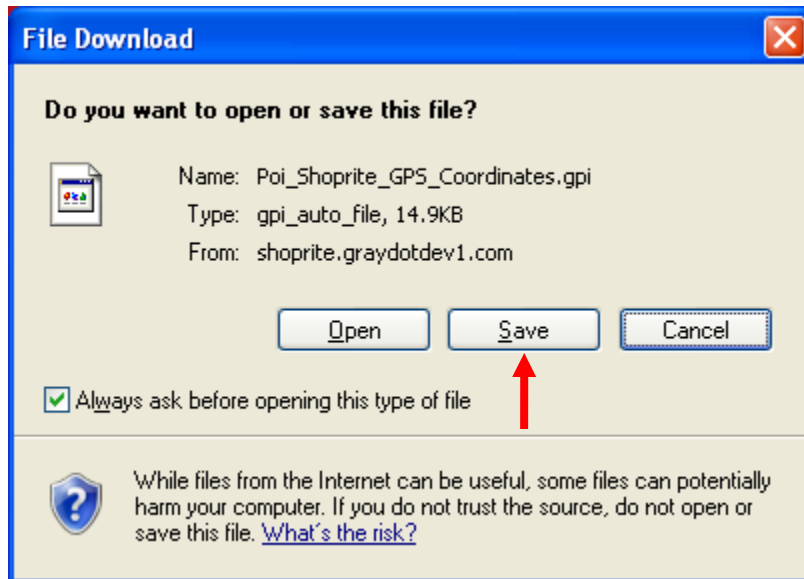 File Download
Do you want to open or save this file?
Name: Poi_Shoprite_GPS_Coordinates.gpi
Type: gpi_auto_file, 14.9KB
From: shoprite.graydotdev1.com
Open Save Cancel
Always ask before opening this type of file
While files from the Internet can be useful, some files can potentially
harm your computer. If you do not trust the source, do not open or
save this file. What's the risk?